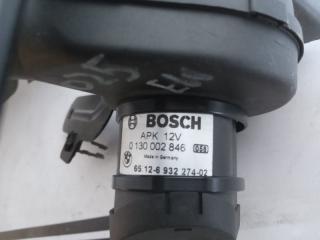 BOSCH
APK 12V
0 130 002 846
Made in Germany
65.12-6 932 274-02